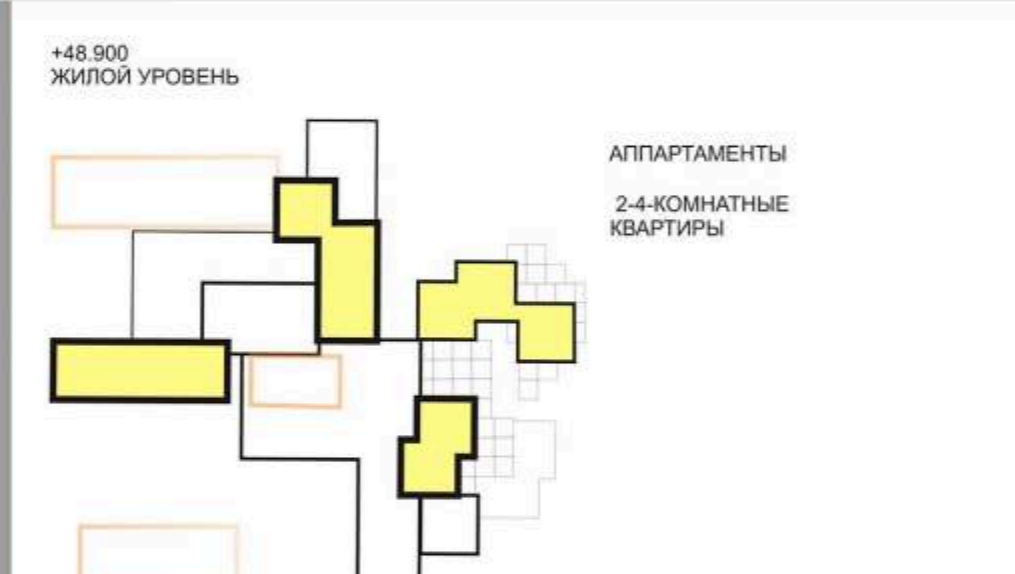 +48.900
ЖИЛОЙ УРОВЕНЬ
АППАРТАМЕНТЫ
2-4-КОМНАТНЫЕ
КВАРТИРЫ